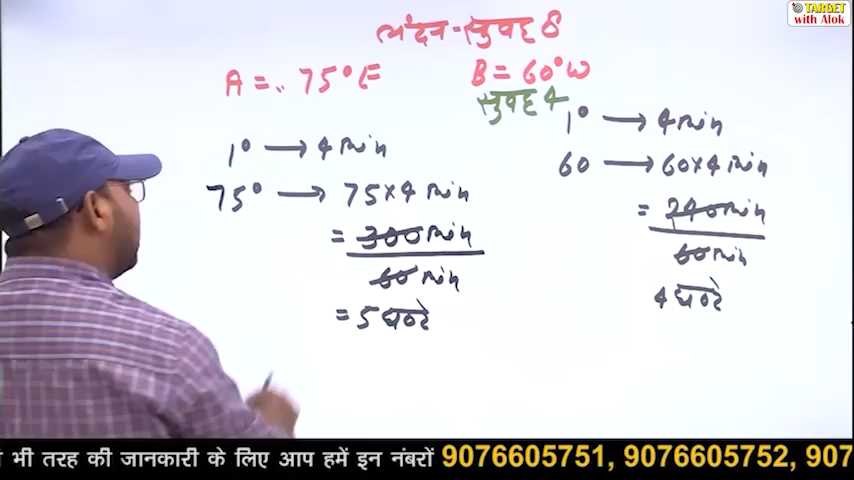 TARGET
with Alok
लंदन - सुबह 8
A = 75° E
B = 60° W
सुबह 4
1° → 4 min
75° → 75×4 min
= 300 min
60 min
= 5 घण्टे
1° → 4 min
60 → 60×4 min
= 240 min
60 min
4 घण्टे
भी तरह की जानकारी के लिए आप हमें इन नंबरों 9076605751, 9076605752, 907